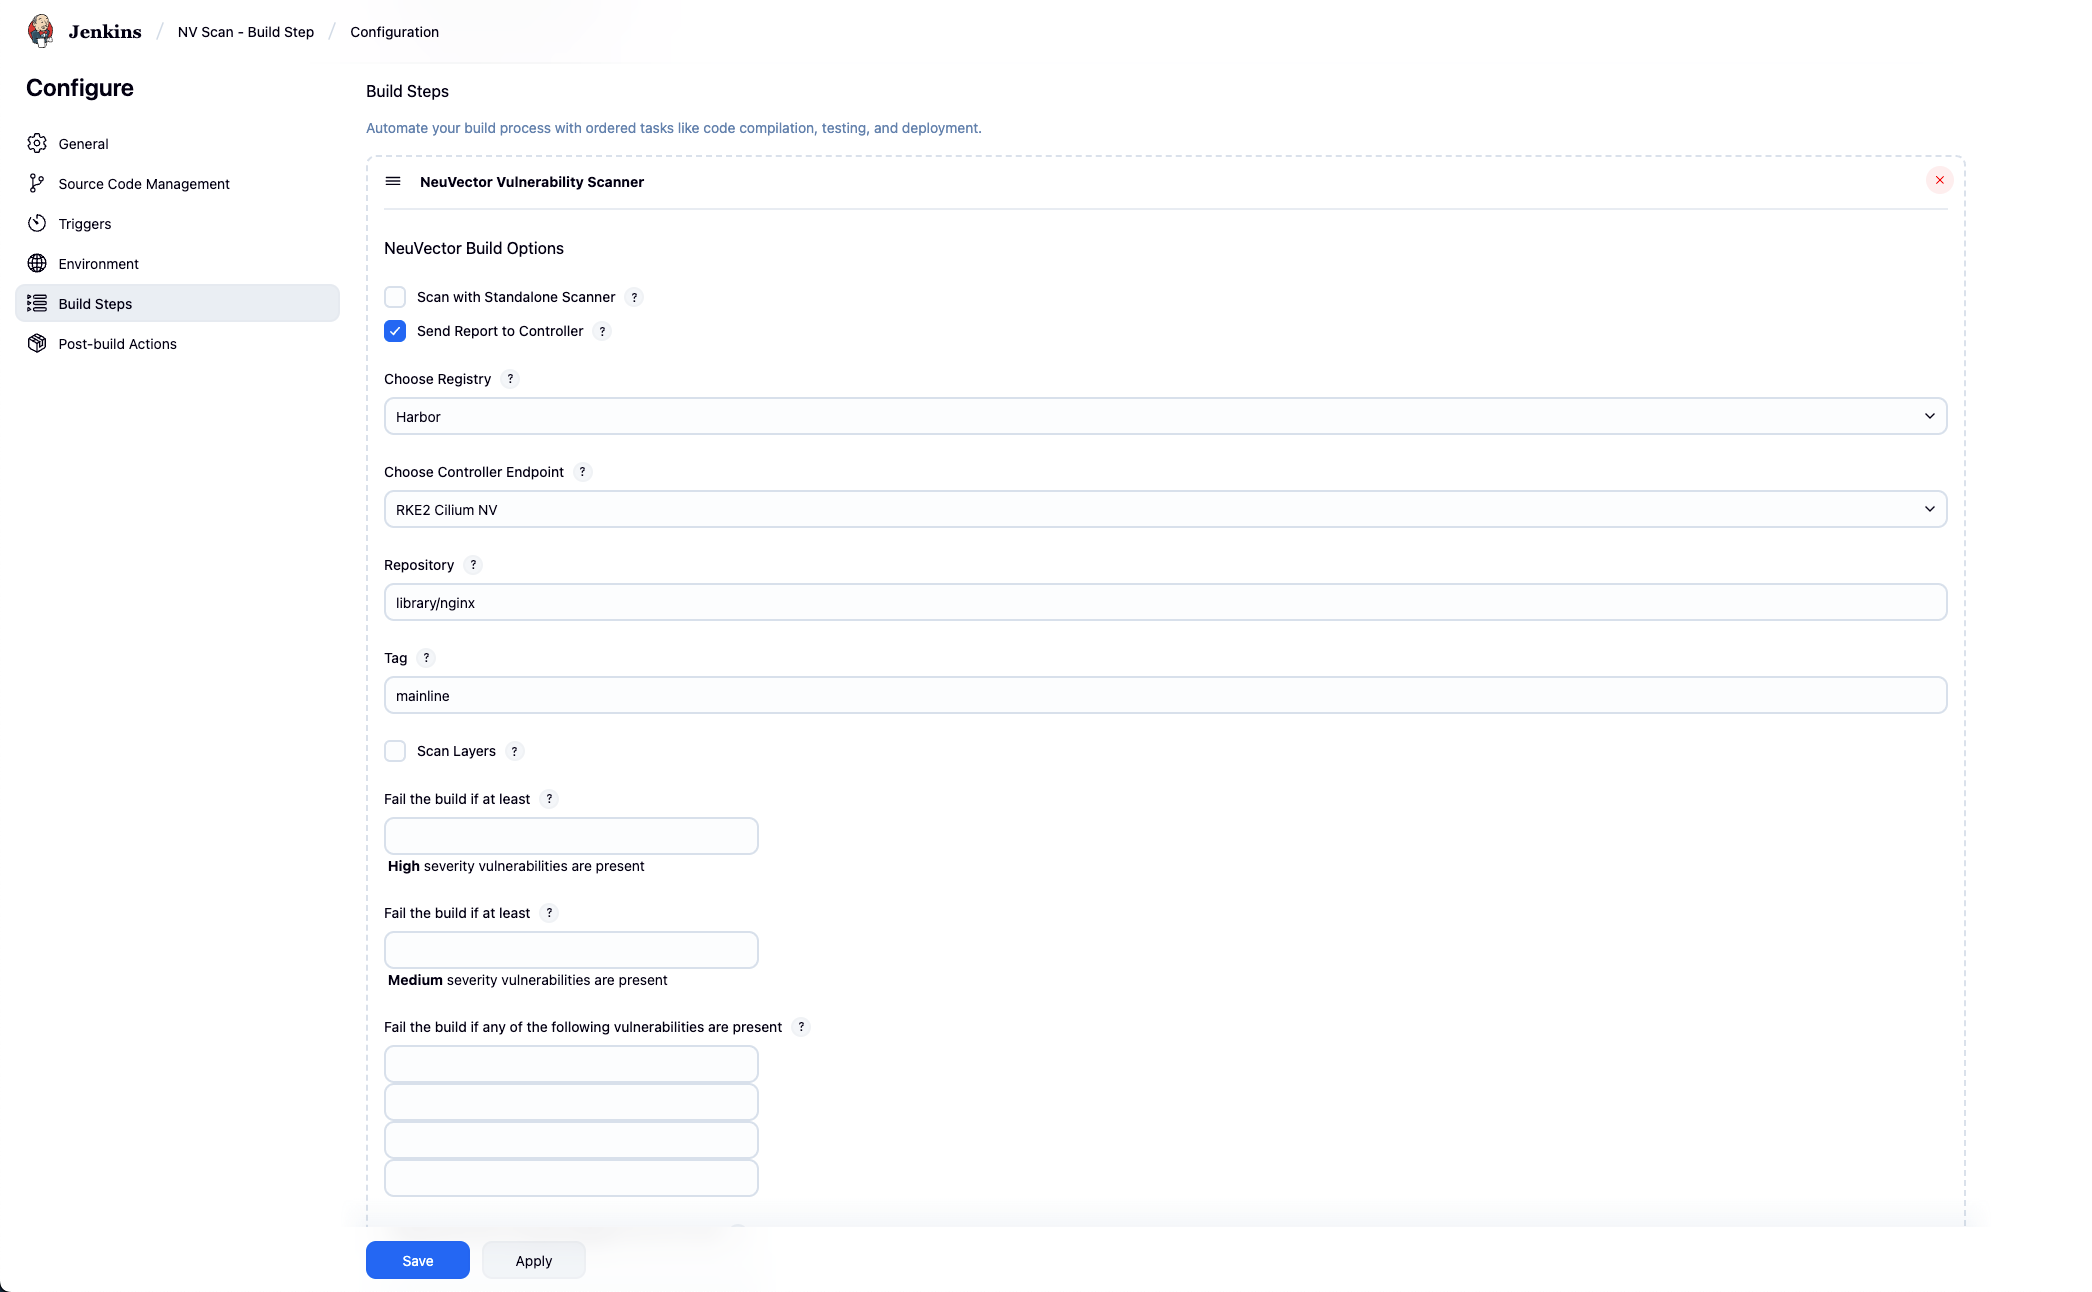 Jenkins / NV Scan - Build Step / Configuration
Configure
General
Source Code Management
Triggers
Environment
Build Steps
Post-build Actions
Build Steps
Automate your build process with ordered tasks like code compilation, testing, and deployment.
NeuVector Vulnerability Scanner
NeuVector Build Options
Scan with Standalone Scanner ?
Send Report to Controller ?
Choose Registry ?
Harbor
Choose Controller Endpoint ?
RKE2 Cilium NV
Repository ?
library/nginx
Tag ?
mainline
Scan Layers ?
Fail the build if at least ?
High severity vulnerabilities are present
Fail the build if at least ?
Medium severity vulnerabilities are present
Fail the build if any of the following vulnerabilities are present ?
Save
Apply